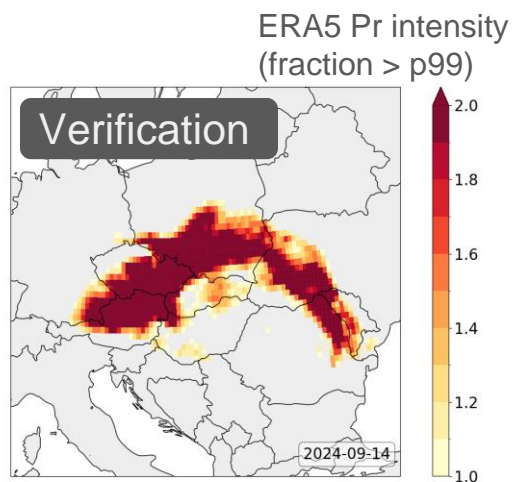 ERA5 Pr intensity
(fraction > p99)
Verification
2.0
1.8
1.6
1.4
1.2
1.0
2024-09-14